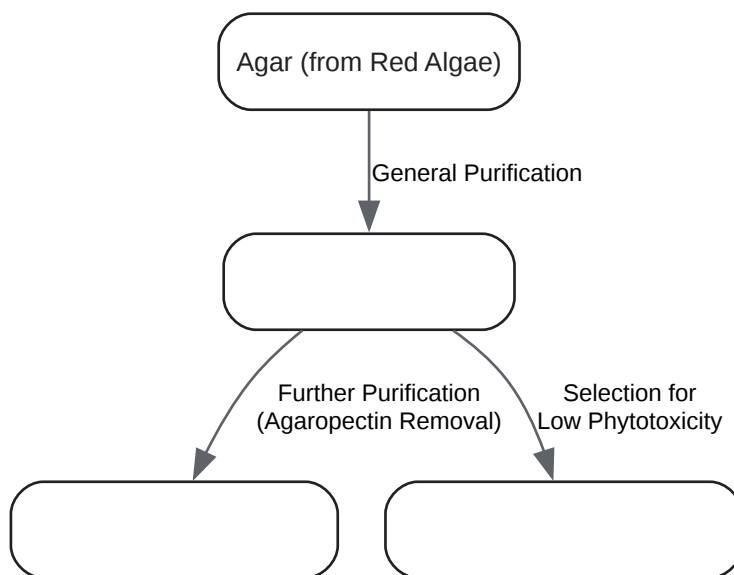 Agar (from Red Algae)
General Purification
Further Purification
(Agaropectin Removal)
Selection for
Low Phytotoxicity